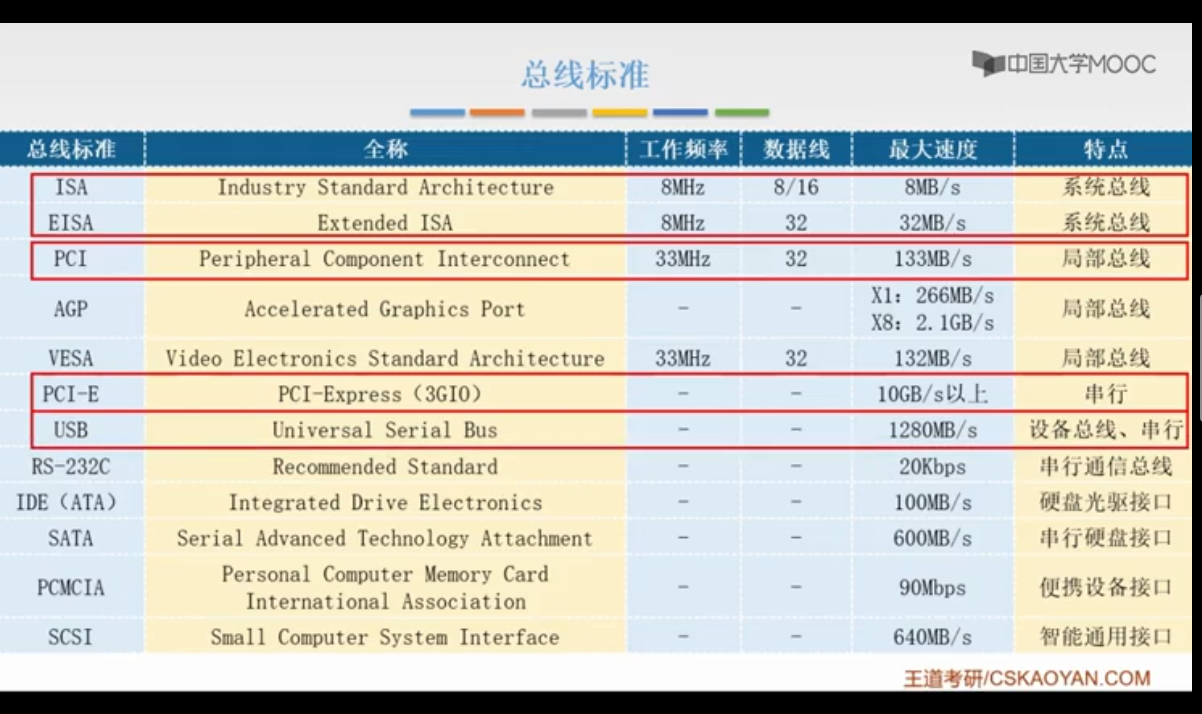 总线标准
中国大学MOOC
总线标准 全称 工作频率 数据线 最大速度 特点
ISA Industry Standard Architecture 8MHz 8/16 8MB/s 系统总线
EISA Extended ISA 8MHz 32 32MB/s 系统总线
PCI Peripheral Component Interconnect 33MHz 32 133MB/s 局部总线
AGP Accelerated Graphics Port - - X1：266MB/s
X8：2.1GB/s 局部总线
VESA Video Electronics Standard Architecture 33MHz 32 132MB/s 局部总线
PCI-E PCI-Express（3GIO） - - 10GB/s以上 串行
USB Universal Serial Bus - - 1280MB/s 设备总线、串行
RS-232C Recommended Standard - - 20Kbps 串行通信总线
IDE（ATA） Integrated Drive Electronics - - 100MB/s 硬盘光驱接口
SATA Serial Advanced Technology Attachment - - 600MB/s 串行硬盘接口
PCMCIA Personal Computer Memory Card
International Association - - 90Mbps 便携设备接口
SCSI Small Computer System Interface - - 640MB/s 智能通用接口
王道考研/CSKAOYAN.COM